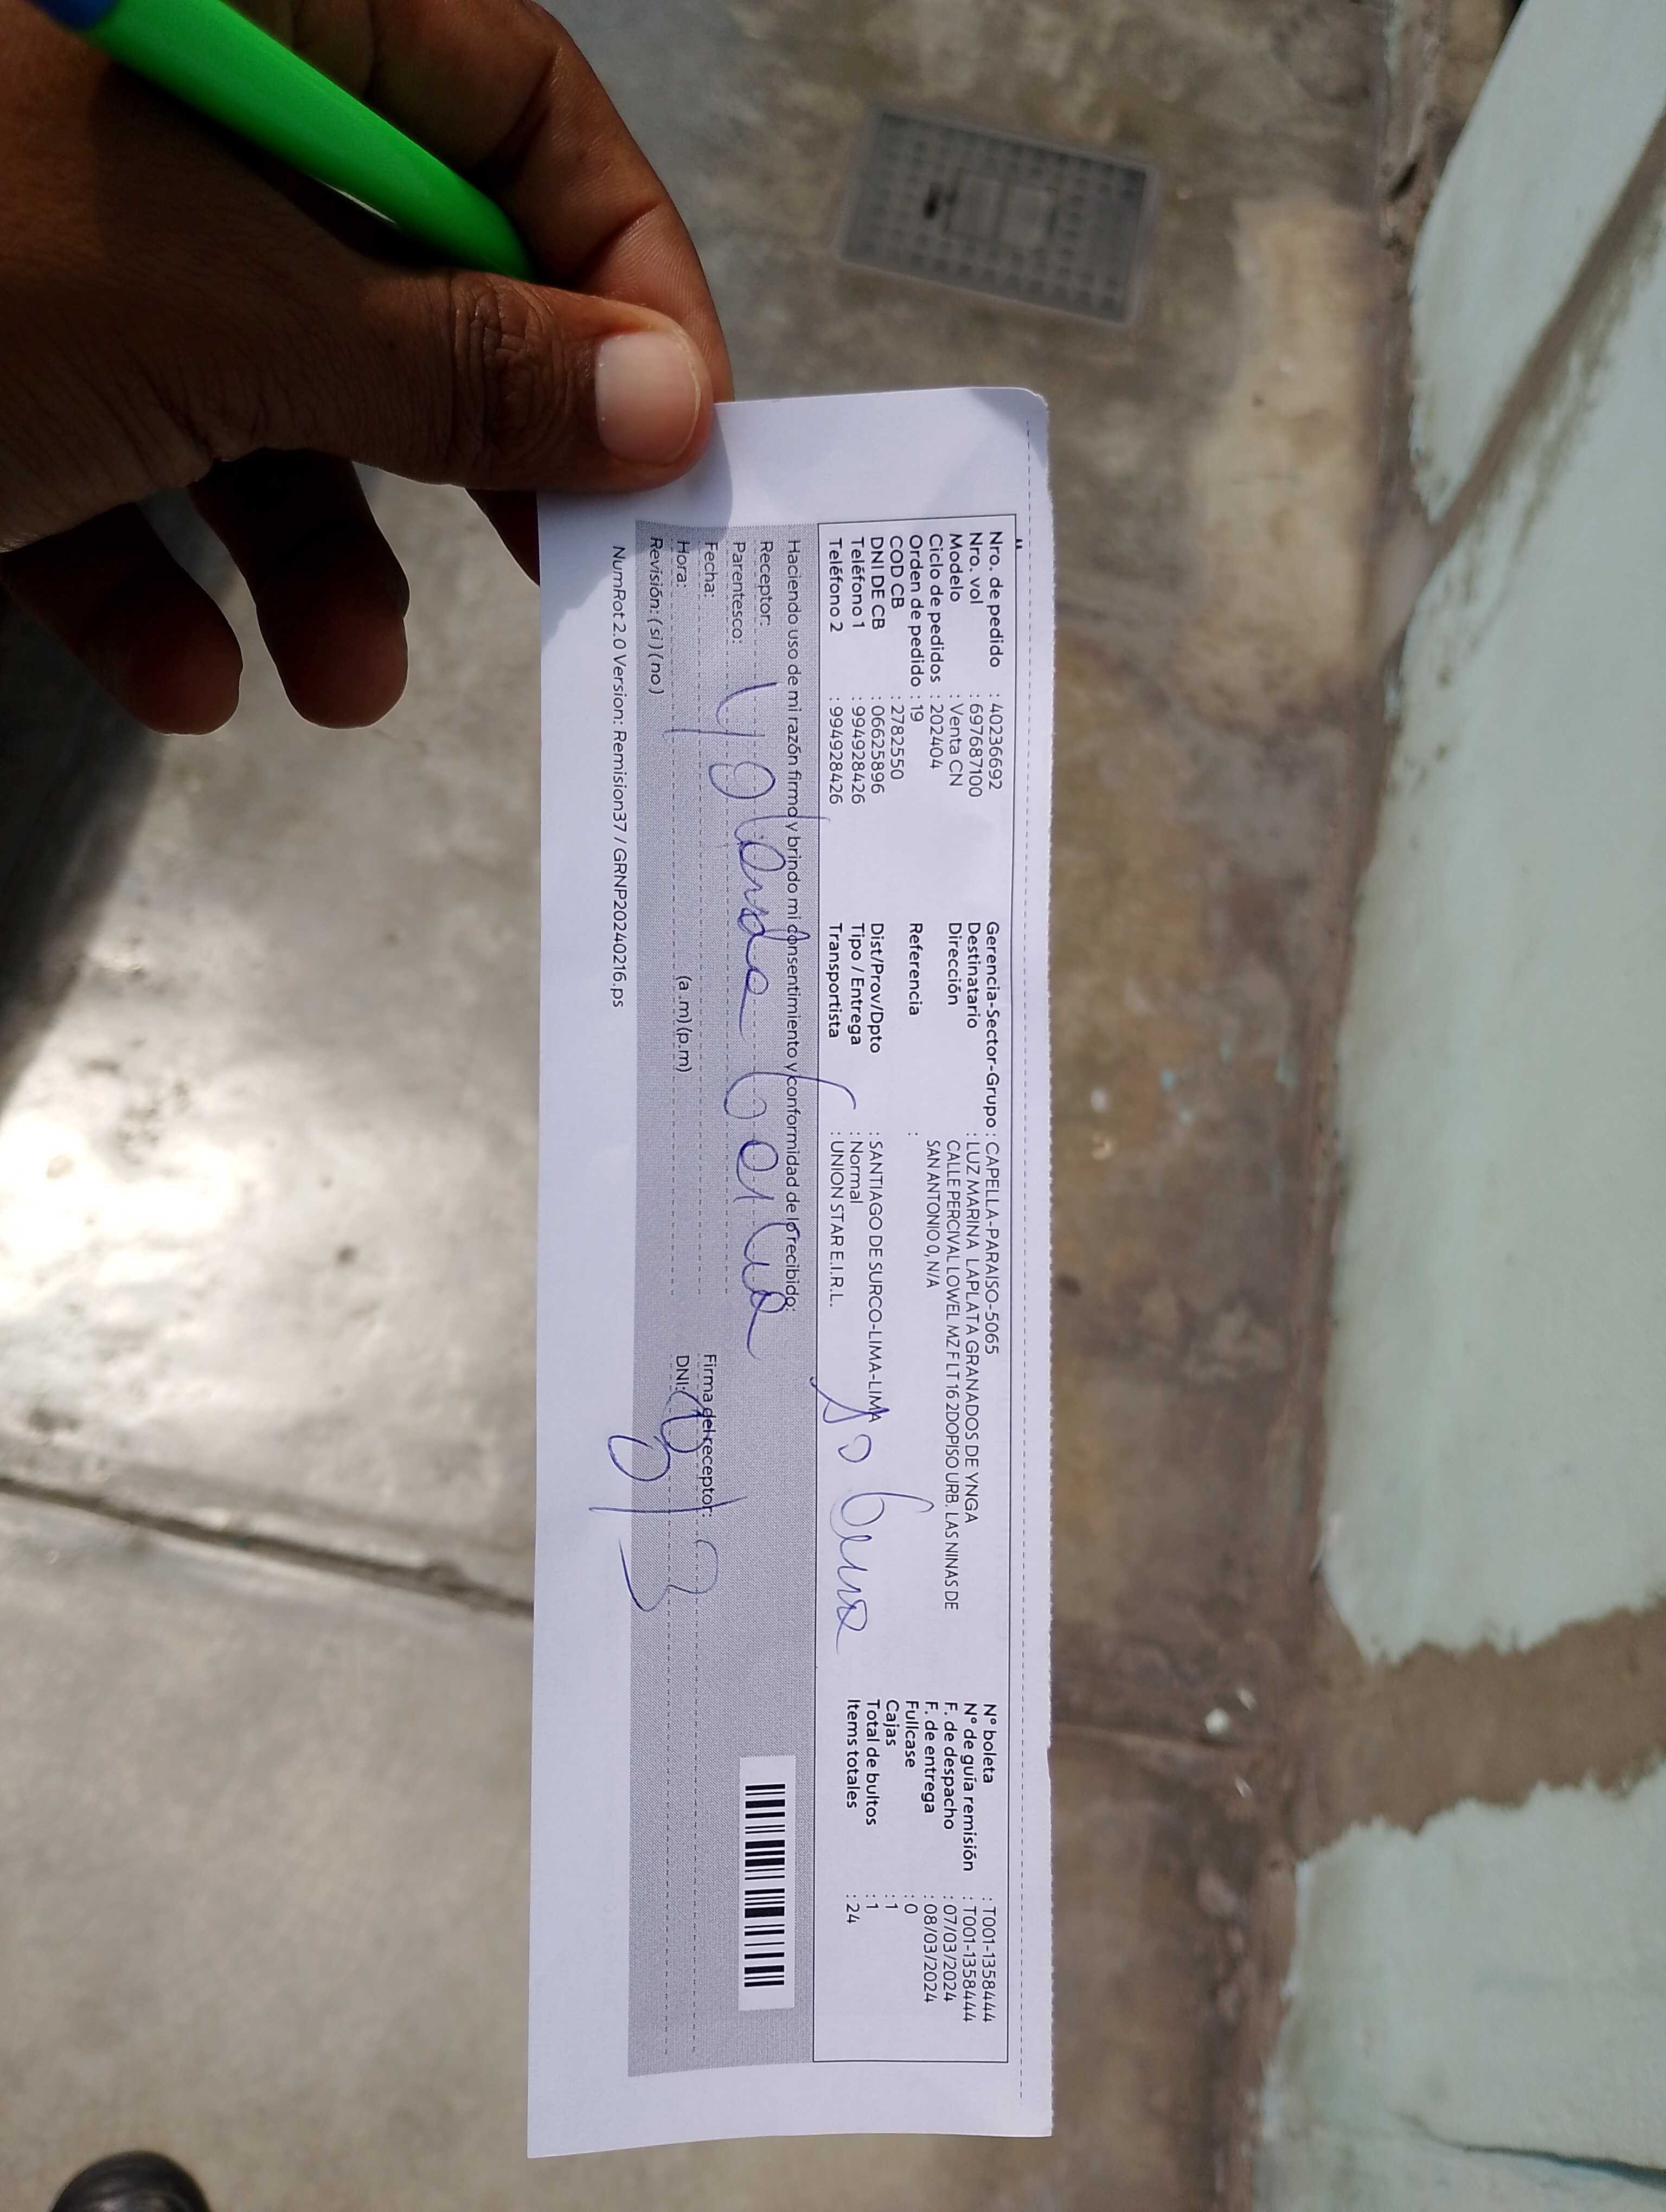 Nro. de pedido : 40236692
Nro. vol : 697687100
Modelo : Venta CN
Ciclo de pedidos : 202404
Orden de pedido : 19
COD CB : 2782550
DNI DE CB : 06625896
Teléfono 1 : 994928426
Teléfono 2 : 994928426
Gerencia-Sector-Grupo : CAPELLA-PARAISO-5065
Destinatario : LUZ MARINA LAPLATA GRANADOS DE YNGA
Dirección CALLE PERCIVAL LOWEL MZ F LT 16 2DOPISO URB. LAS NINAS DE
SAN ANTONIO 0, N/A
Referencia :
Dist/Prov/Dpto : SANTIAGO DE SURCO-LIMA-LIMA
Tipo / Entrega : Normal
Transportista : UNION STAR E.I.R.L.
N° boleta : T001-1358444
N° de guía remisión : T001-1358444
F. de despacho : 07/03/2024
F. de entrega : 08/03/2024
Fullcase : 0
Cajas : 1
Total de bultos : 1
Items totales : 24
Haciendo uso de mi razón firmo y brindo mi consentimiento y conformidad de lo recibido:
Receptor:
Parentesco:
Fecha:
Firma del receptor:
Hora: (a .m) (p.m)
DNI:
Revisión: ( si ) ( no )
NumRot 2.0 Version: Remision37 / GRNP20240216.ps